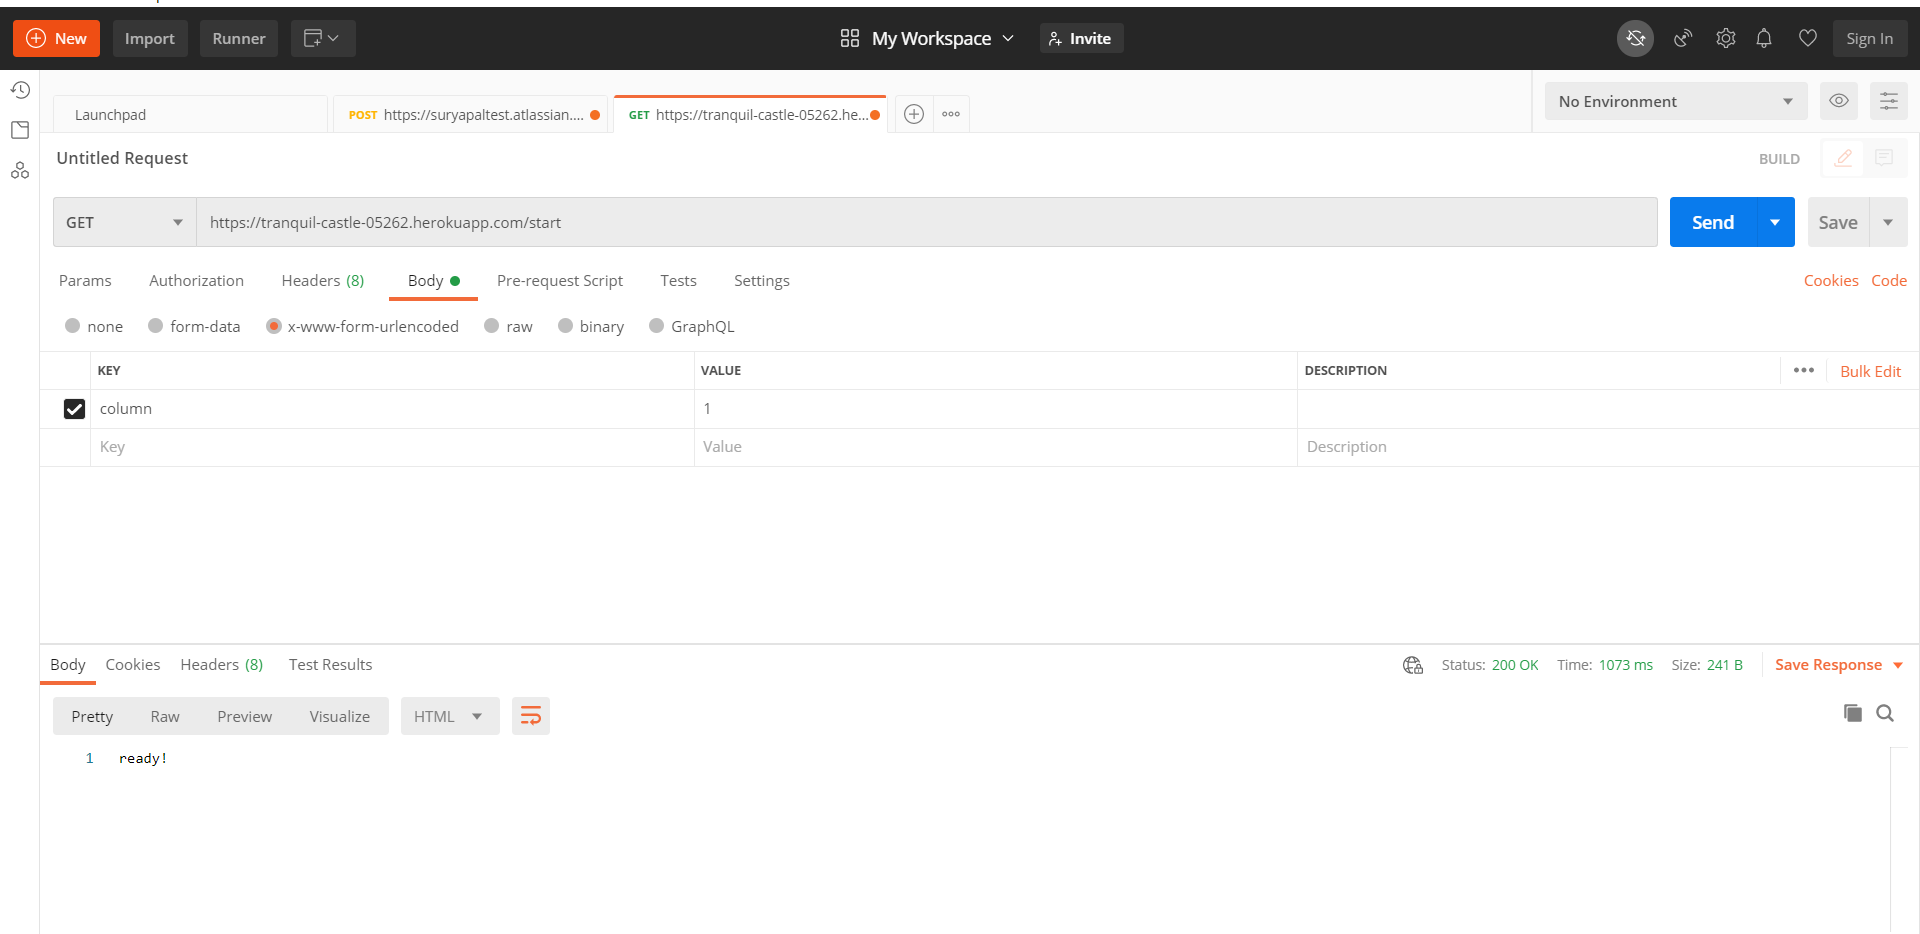 New Import Runner My Workspace Invite Sign In
Launchpad POST https://suryapaltest.atlassian.... GET https://tranquil-castle-05262.he... No Environment
Untitled Request BUILD
GET https://tranquil-castle-05262.herokuapp.com/start Send Save
Params Authorization Headers (8) Body Pre-request Script Tests Settings Cookies Code
none form-data x-www-form-urlencoded raw binary GraphQL
KEY VALUE DESCRIPTION Bulk Edit
column 1
Key Value Description
Body Cookies Headers (8) Test Results Status: 200 OK Time: 1073 ms Size: 241 B Save Response
Pretty Raw Preview Visualize HTML
1 ready!